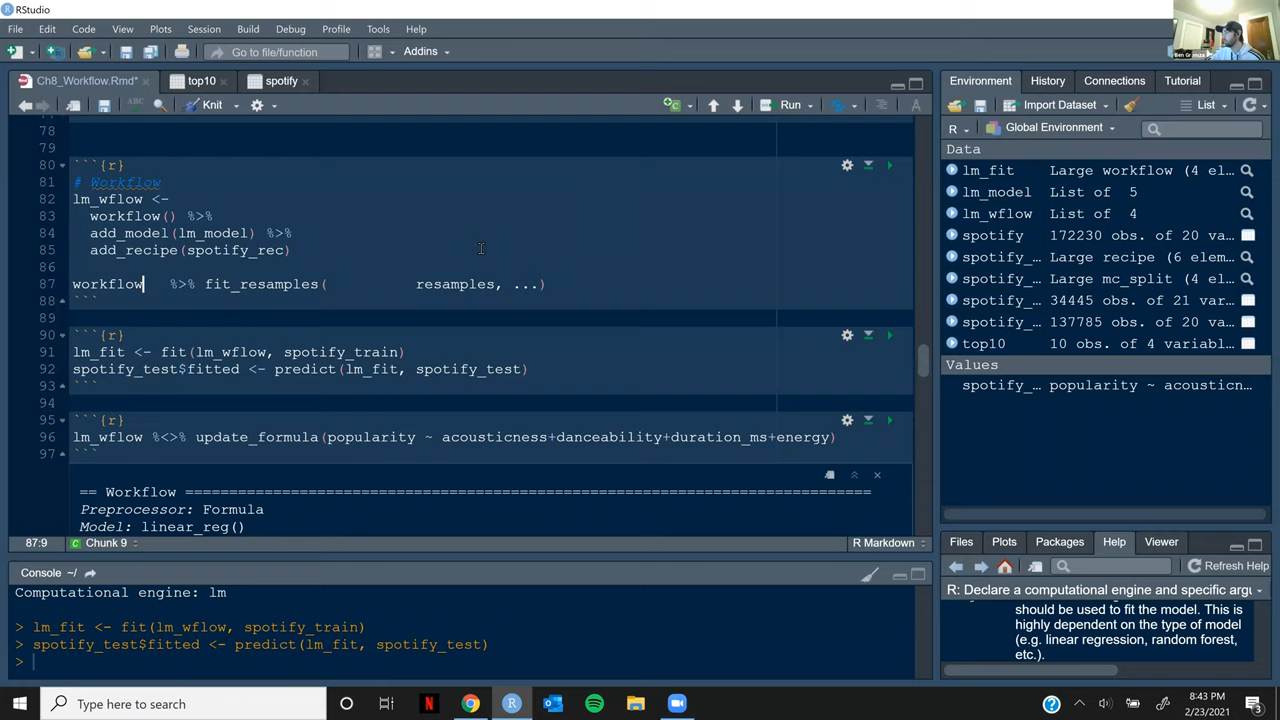 RStudio
File Edit Code View Plots Session Build Debug Profile Tools Help
Go to file/function Addins
Ch8_Workflow.Rmd* top10 spotify
Knit Run
78
79
80 ```{r}
81 # Workflow
82 lm_wflow <-
83 workflow() %>%
84 add_model(lm_model) %>%
85 add_recipe(spotify_rec)
86
87 workflow %>% fit_resamples( resamples, ...)
88 ```
89
90 ```{r}
91 lm_fit <- fit(lm_wflow, spotify_train)
92 spotify_test$fitted <- predict(lm_fit, spotify_test)
93 ```
94
95 ```{r}
96 lm_wflow %<>% update_formula(popularity ~ acousticness+danceability+duration_ms+energy)
97 ```
== Workflow ================================================================================
Preprocessor: Formula
Model: linear_reg()
87:9 Chunk 9 R Markdown
Console ~/
Computational engine: lm
> lm_fit <- fit(lm_wflow, spotify_train)
> spotify_test$fitted <- predict(lm_fit, spotify_test)
>
Environment History Connections Tutorial
Import Dataset List
R Global Environment
Data
lm_fit Large workflow (4 el…
lm_model List of 5
lm_wflow List of 4
spotify 172230 obs. of 20 va…
spotify_… Large recipe (6 elem…
spotify_… Large mc_split (4 el…
spotify_… 34445 obs. of 21 var…
spotify_… 137785 obs. of 20 va…
top10 10 obs. of 4 variabl…
Values
spotify_… popularity ~ acousticn…
Files Plots Packages Help Viewer
Refresh Help
R: Declare a computational engine and specific argu
should be used to fit the model. This is
highly dependent on the type of model
(e.g. linear regression, random forest,
etc.).
Type here to search
8:43 PM
2/23/2021
3